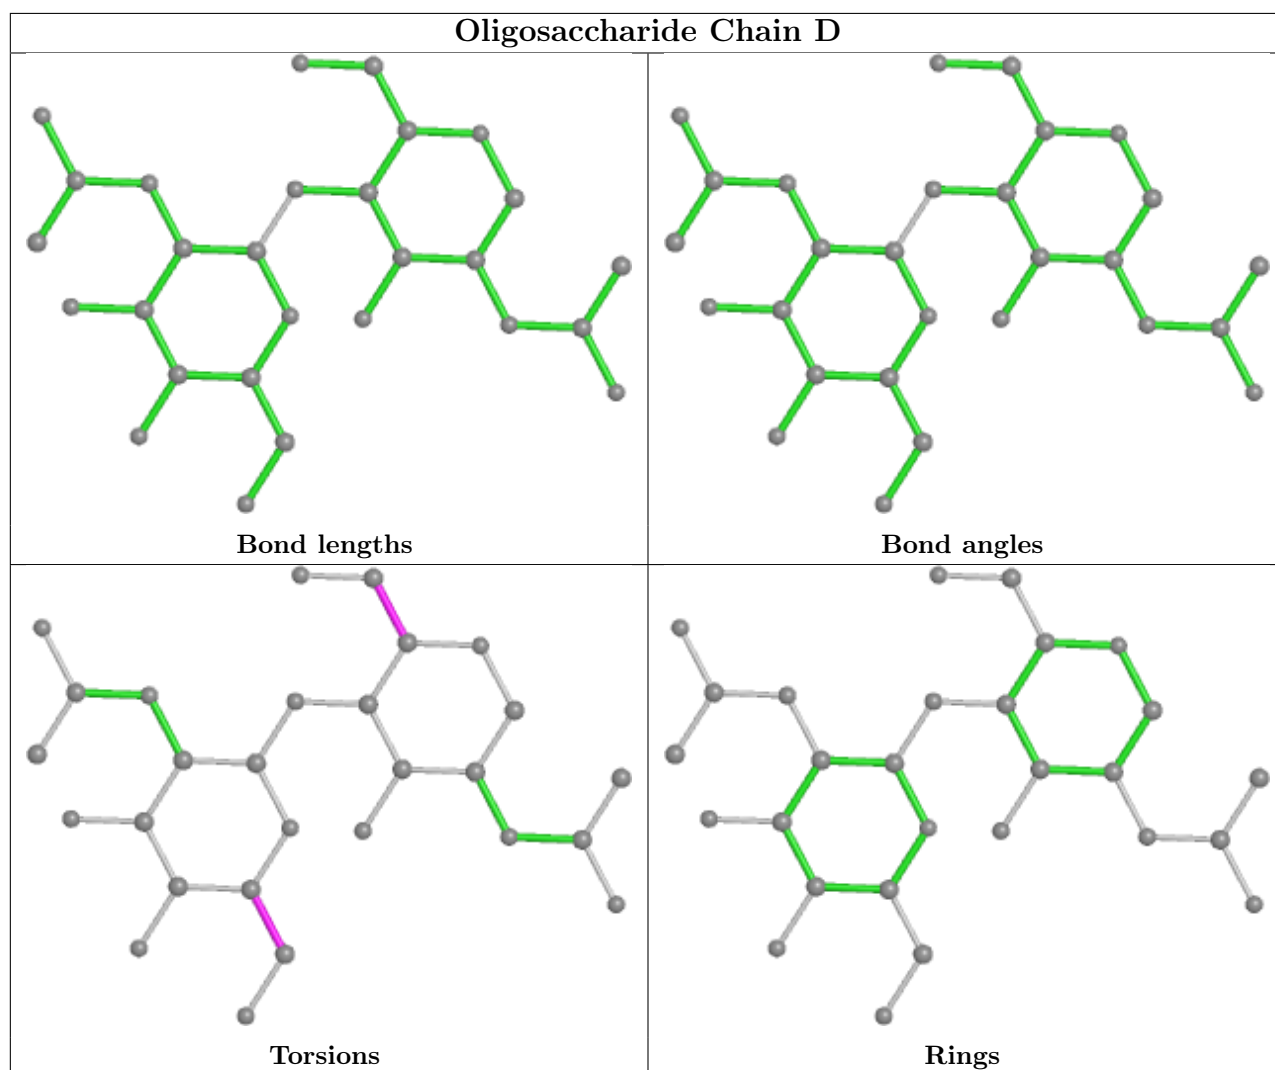 Oligosaccharide Chain D
Bond lengths
Bond angles
Torsions
Rings